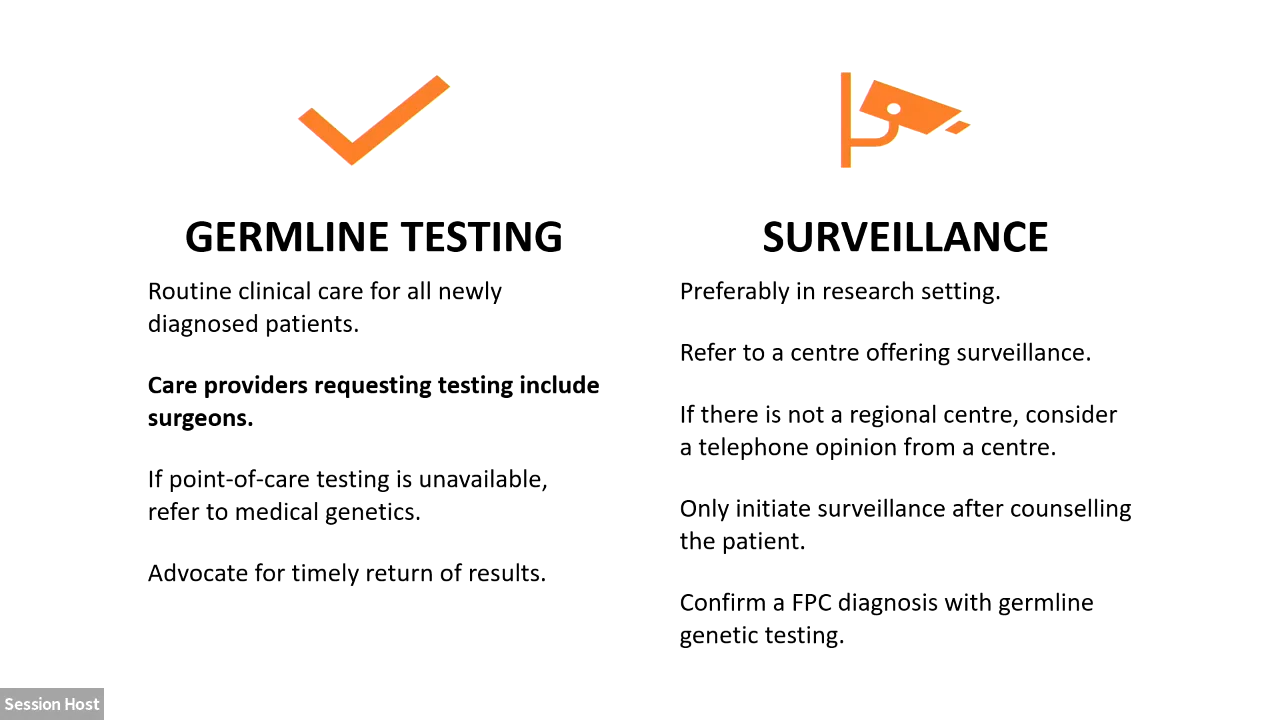 GERMLINE TESTING
Routine clinical care for all newly
diagnosed patients.
Care providers requesting testing include
surgeons.
If point-of-care testing is unavailable,
refer to medical genetics.
Advocate for timely return of results.
SURVEILLANCE
Preferably in research setting.
Refer to a centre offering surveillance.
If there is not a regional centre, consider
a telephone opinion from a centre.
Only initiate surveillance after counselling
the patient.
Confirm a FPC diagnosis with germline
genetic testing.
Session Host